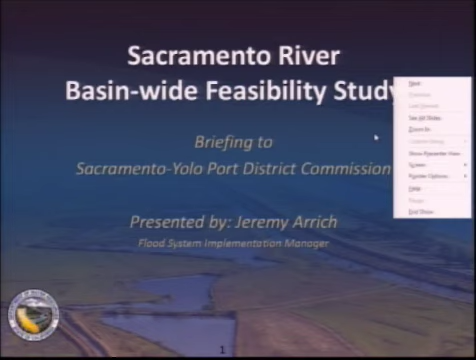 Sacramento River
Basin-wide Feasibility Study
Briefing to
Sacramento-Yolo Port District Commission
Presented by: Jeremy Arrich
Flood System Implementation Manager
Next
See All Slides
Zoom In
Show Presenter View
Screen
Pointer Options
Help
Pause
End Show
1